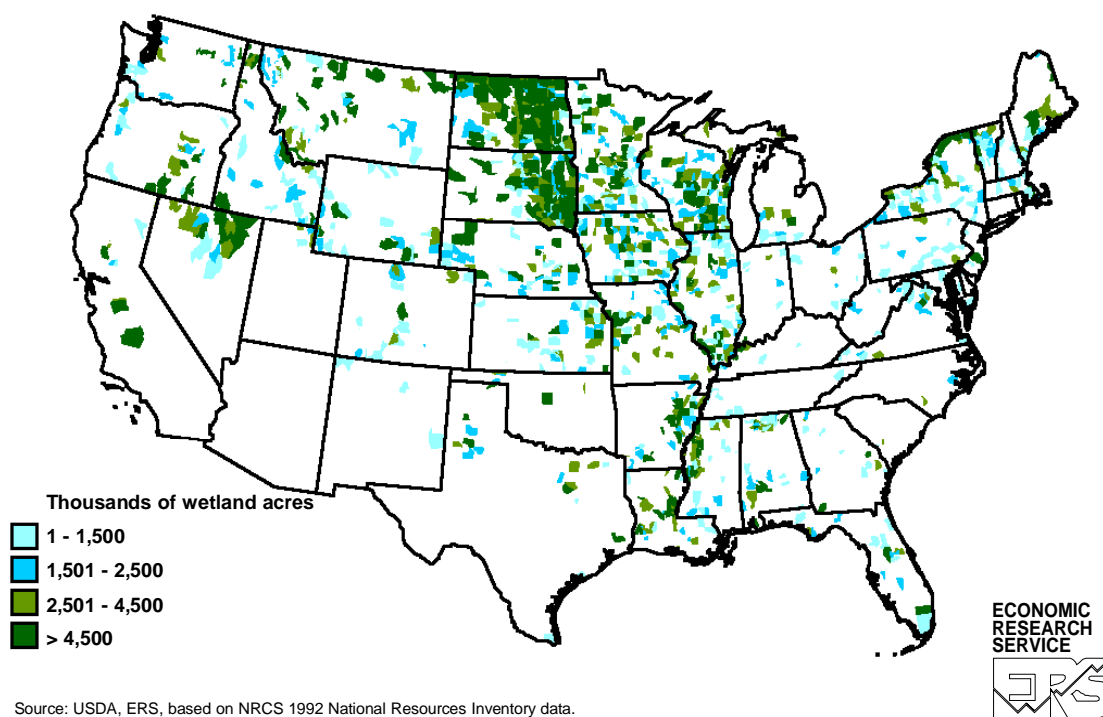 Thousands of wetland acres
1 - 1,500
1,501 - 2,500
2,501 - 4,500
> 4,500
ECONOMIC
RESEARCH
SERVICE
ERS
Source: USDA, ERS, based on NRCS 1992 National Resources Inventory data.